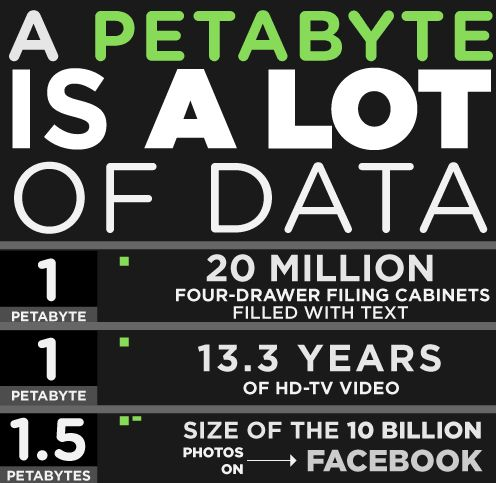 A PETABYTE
IS A LOT
OF DATA
1
PETABYTE
20 MILLION
FOUR-DRAWER FILING CABINETS
FILLED WITH TEXT
1
PETABYTE
13.3 YEARS
OF HD-TV VIDEO
1.5
PETABYTES
SIZE OF THE 10 BILLION
PHOTOS
ON
FACEBOOK